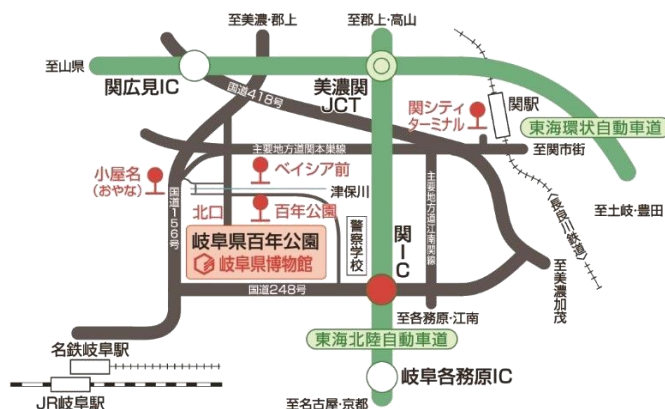 至美濃・郡上
至郡上・高山
至山県
関広見IC
美濃関
JCT
国道418号
関シティ
ターミナル
関駅
東海環状自動車道
主要地方道関本巣線
至関市街
小屋名
(おやな)
ベイシア前
津保川
国道156号
北口
百年公園
主要地方道江南関線
至土岐・豊田
〈長良川鉄道〉
岐阜県百年公園
岐阜県博物館
警察学校
関IC
国道248号
至美濃加茂
至各務原・江南
東海北陸自動車道
名鉄岐阜駅
JR岐阜駅
岐阜各務原IC
至名古屋・京都